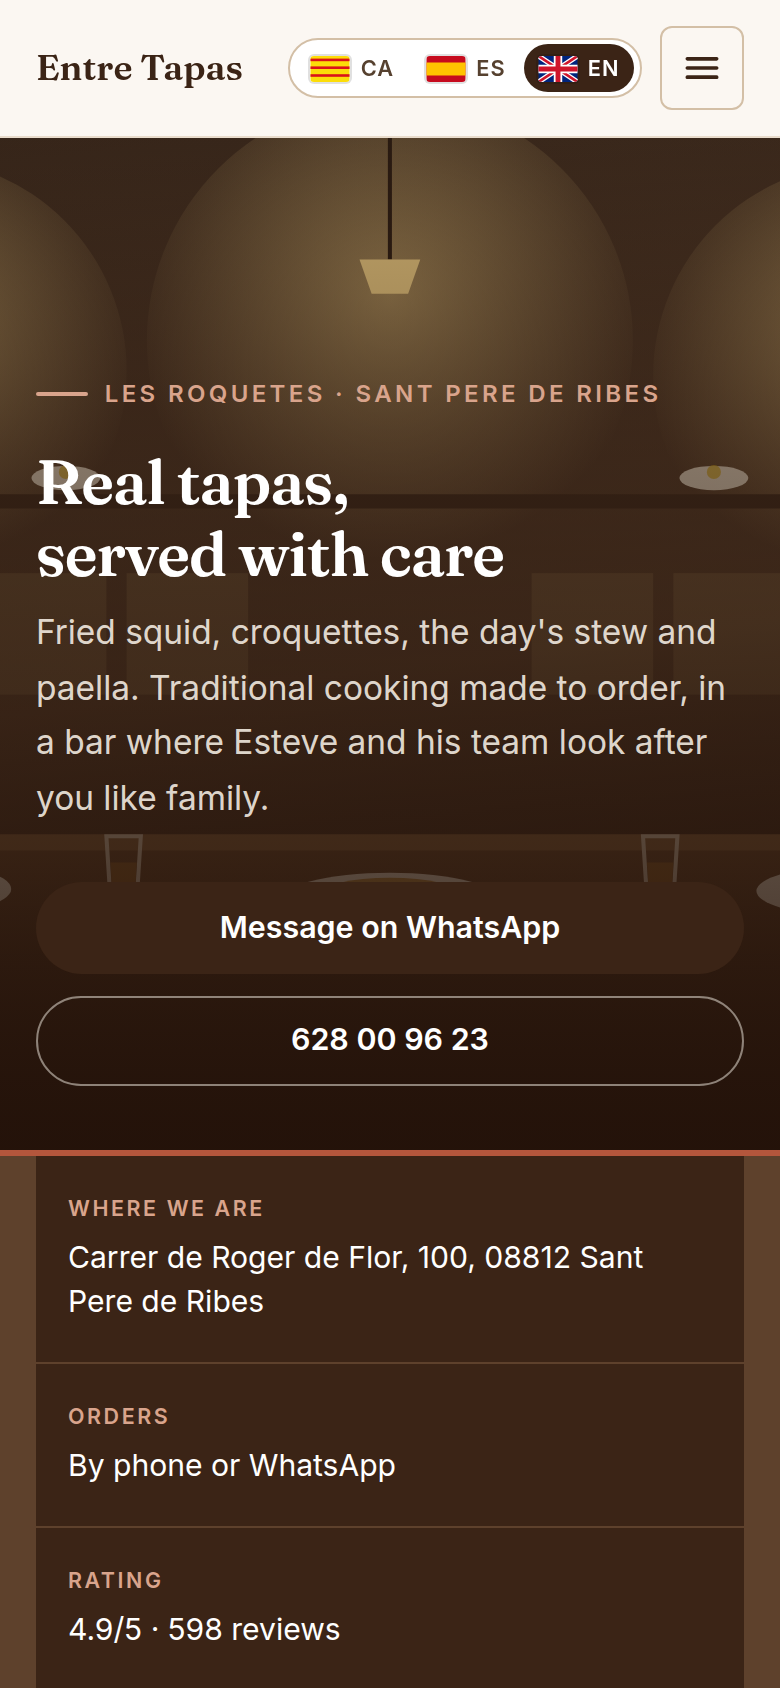 Entre Tapas
CA
ES
EN
LES ROQUETES · SANT PERE DE RIBES
Real tapas,
served with care
Fried squid, croquettes, the day's stew and
paella. Traditional cooking made to order, in
a bar where Esteve and his team look after
you like family.
Message on WhatsApp
628 00 96 23
WHERE WE ARE
Carrer de Roger de Flor, 100, 08812 Sant
Pere de Ribes
ORDERS
By phone or WhatsApp
RATING
4.9/5 · 598 reviews